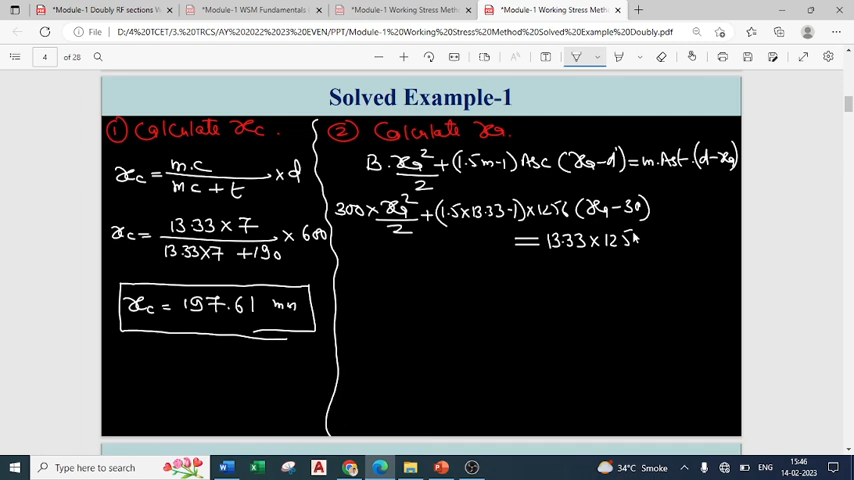 *Module-1 Doubly RF sections W
*Module-1 WSM Fundamentals
*Module-1 Working Stress Metho
*Module-1 Working Stress Metho
File
D:/4%20TCET/3.%20TRCS/AY%202022%202023%20EVEN/PPT/Module-1%20Working%20Stress%20Method%20Solved%20Example%20Doubly.pdf
4 of 28
Solved Example-1
① Calculate xc.
xc = m.c / mc + t × d
xc = 13.33 × 7 / 13.33×7 + 190 × 600
xc = 197.61 mm
② Calculate xa.
B. xa²/2 + (1.5m-1) Asc (xa-d') = m.Ast.(d-xa)
300 × xa²/2 + (1.5×13.33-1)×1256 (xa-30)
= 13.33×125
Type here to search
34°C Smoke
ENG
15:46
14-02-2023